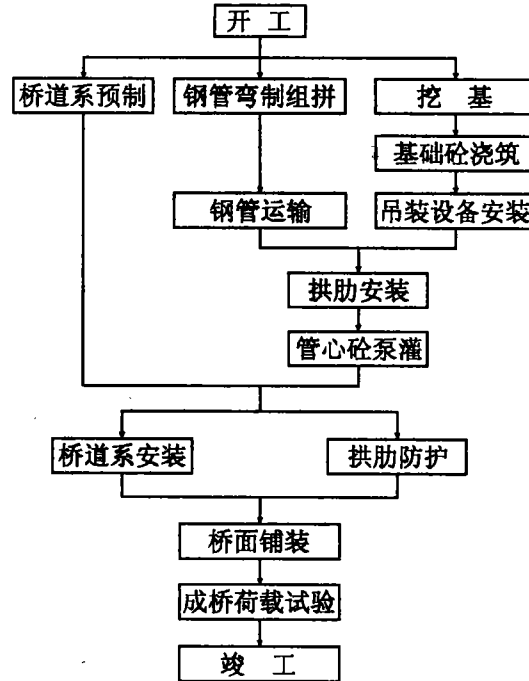 开 工
桥道系预制
钢管弯制组拼
挖 基
基础砼浇筑
钢管运输
吊装设备安装
拱肋安装
管心砼泵灌
桥道系安装
拱肋防护
桥面铺装
成桥荷载试验
竣 工